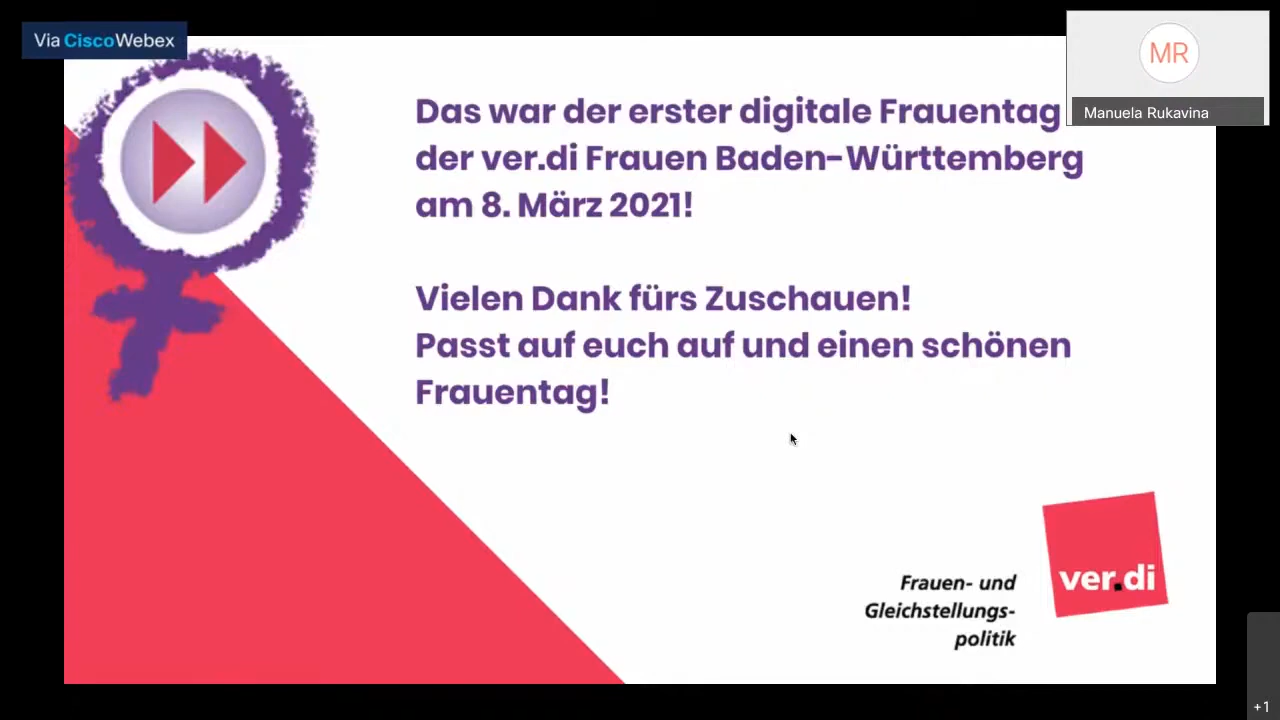 Via CiscoWebex
MR
Manuela Rukavina
Das war der erster digitale Frauentag
der ver.di Frauen Baden-Württemberg
am 8. März 2021!
Vielen Dank fürs Zuschauen!
Passt auf euch auf und einen schönen
Frauentag!
Frauen- und
Gleichstellungs-
politik
ver.di
+1